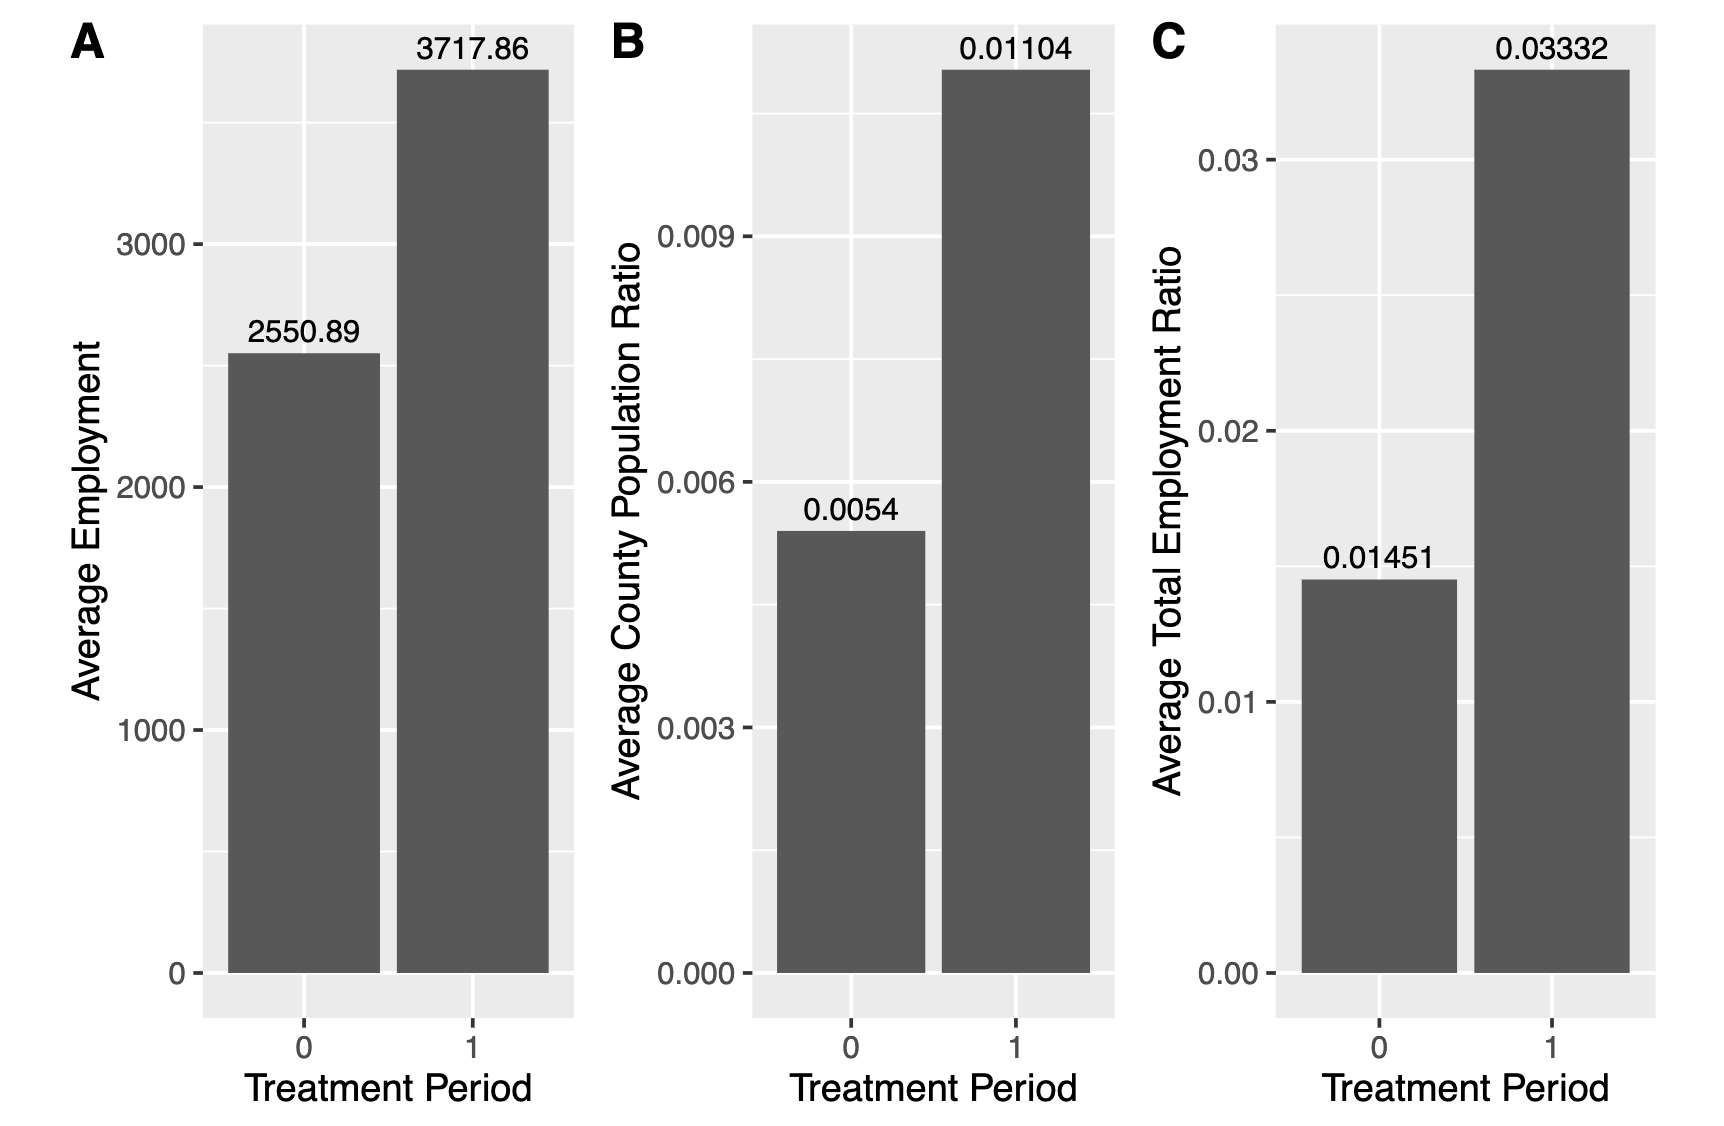 A
Average Employment
3717.86
2550.89
3000
2000
1000
0
0 1
Treatment Period
B
Average County Population Ratio
0.01104
0.0054
0.009
0.006
0.003
0.000
0 1
Treatment Period
C
Average Total Employment Ratio
0.03332
0.01451
0.03
0.02
0.01
0.00
0 1
Treatment Period